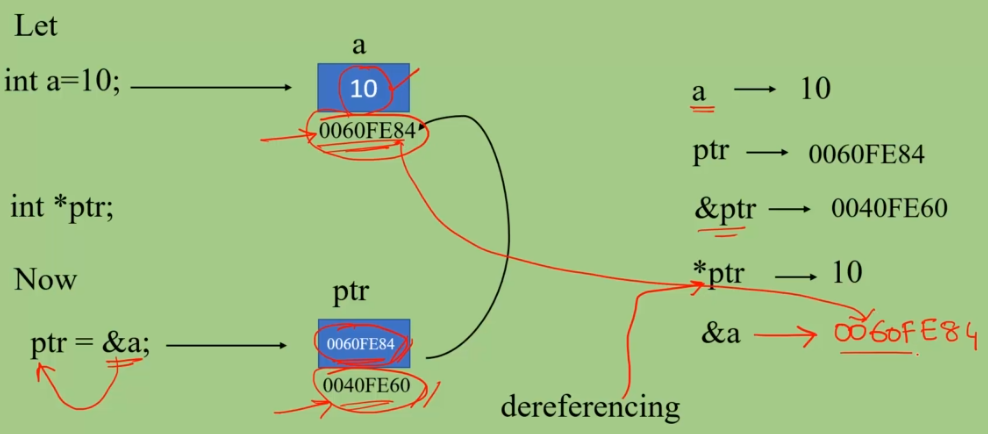 Let
a
int a=10;
10
0060FE84
int *ptr;
Now
ptr
ptr = &a;
0060FE84
0040FE60
a → 10
ptr → 0060FE84
&ptr → 0040FE60
*ptr → 10
&a → 0060FE84
dereferencing